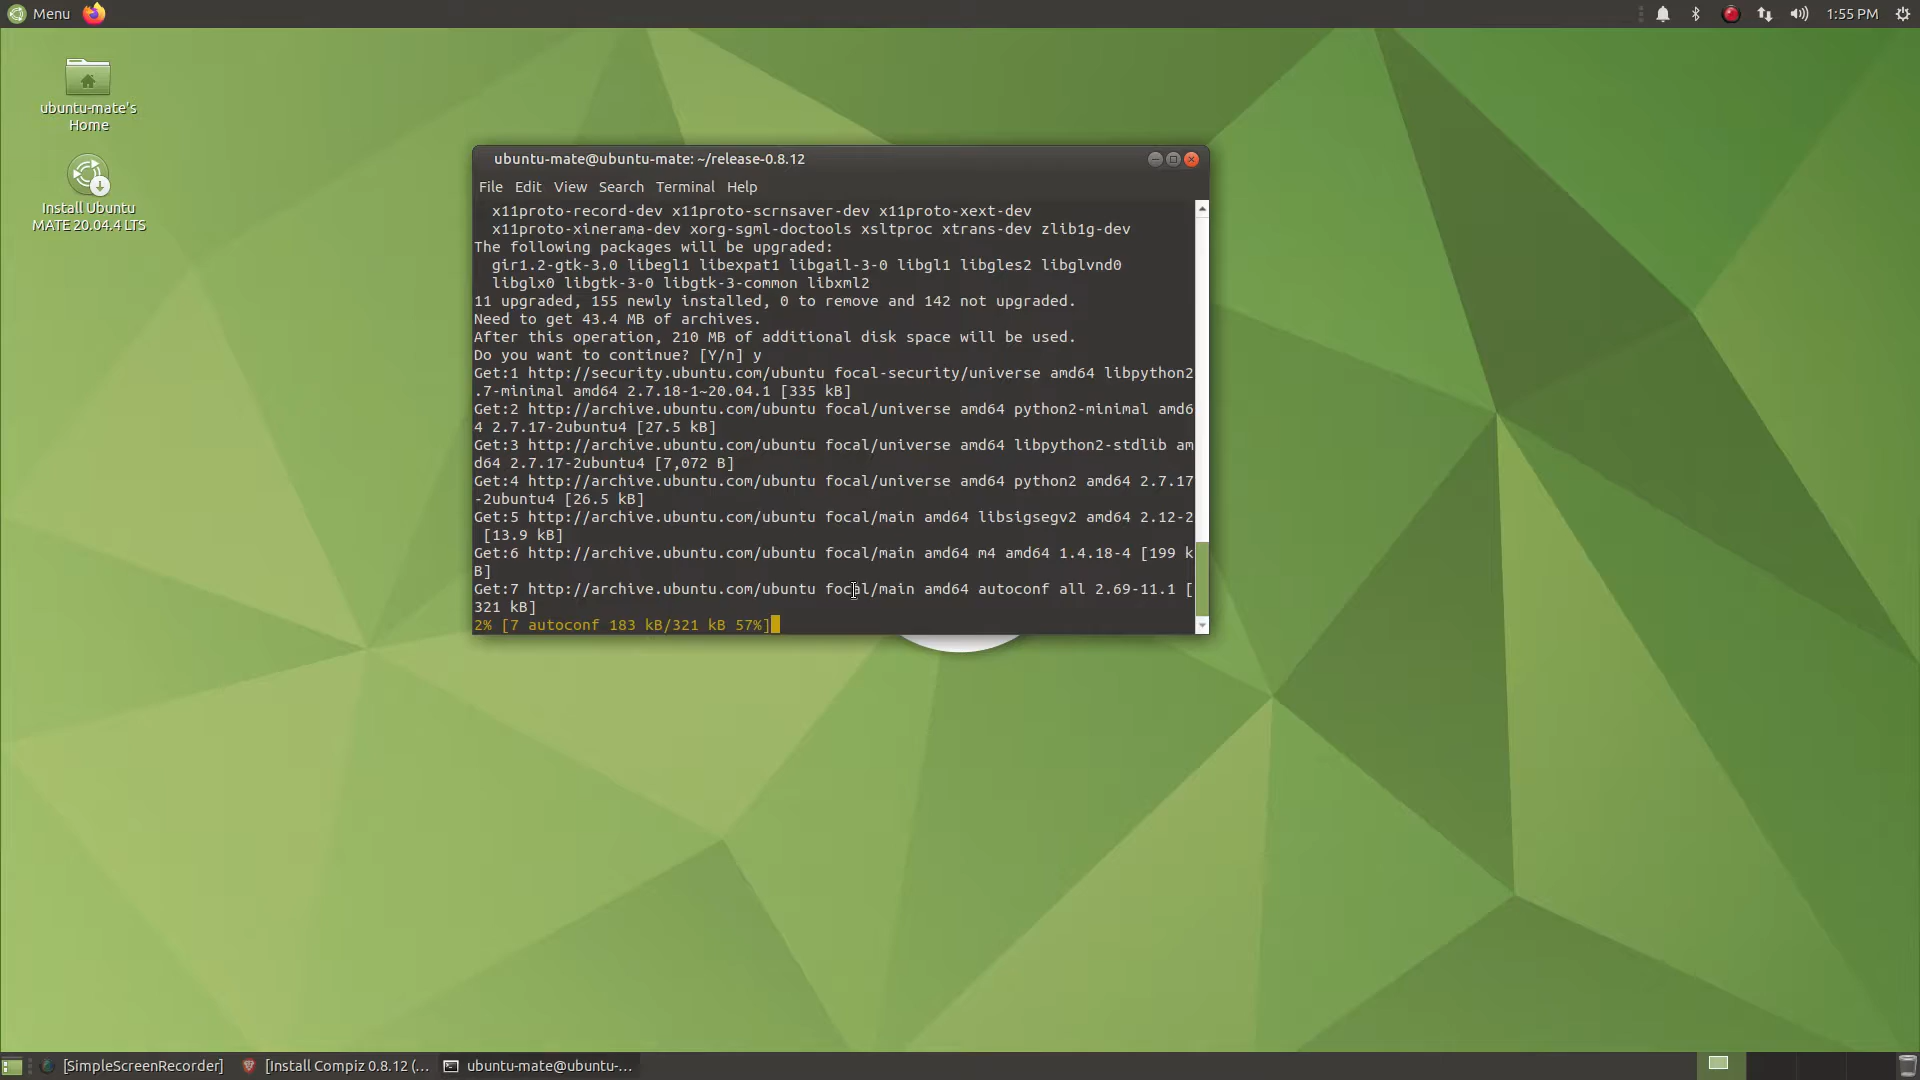 Menu
1:55 PM
ubuntu-mate's
Home
Install Ubuntu
MATE 20.04.4 LTS
ubuntu-mate@ubuntu-mate: ~/release-0.8.12
File Edit View Search Terminal Help
x11proto-record-dev x11proto-scrnsaver-dev x11proto-xext-dev
x11proto-xinerama-dev xorg-sgml-doctools xsltproc xtrans-dev zlib1g-dev
The following packages will be upgraded:
gir1.2-gtk-3.0 libegl1 libexpat1 libgail-3-0 libgl1 libgles2 libglvnd0
libglx0 libgtk-3-0 libgtk-3-common libxml2
11 upgraded, 155 newly installed, 0 to remove and 142 not upgraded.
Need to get 43.4 MB of archives.
After this operation, 210 MB of additional disk space will be used.
Do you want to continue? [Y/n] y
Get:1 http://security.ubuntu.com/ubuntu focal-security/universe amd64 libpython2
.7-minimal amd64 2.7.18-1~20.04.1 [335 kB]
Get:2 http://archive.ubuntu.com/ubuntu focal/universe amd64 python2-minimal amd6
4 2.7.17-2ubuntu4 [27.5 kB]
Get:3 http://archive.ubuntu.com/ubuntu focal/universe amd64 libpython2-stdlib am
d64 2.7.17-2ubuntu4 [7,072 B]
Get:4 http://archive.ubuntu.com/ubuntu focal/universe amd64 python2 amd64 2.7.17
-2ubuntu4 [26.5 kB]
Get:5 http://archive.ubuntu.com/ubuntu focal/main amd64 libsigsegv2 amd64 2.12-2
[13.9 kB]
Get:6 http://archive.ubuntu.com/ubuntu focal/main amd64 m4 amd64 1.4.18-4 [199 k
B]
Get:7 http://archive.ubuntu.com/ubuntu focal/main amd64 autoconf all 2.69-11.1 [
321 kB]
2% [7 autoconf 183 kB/321 kB 57%]
[SimpleScreenRecorder]
[Install Compiz 0.8.12 (...
ubuntu-mate@ubuntu-...